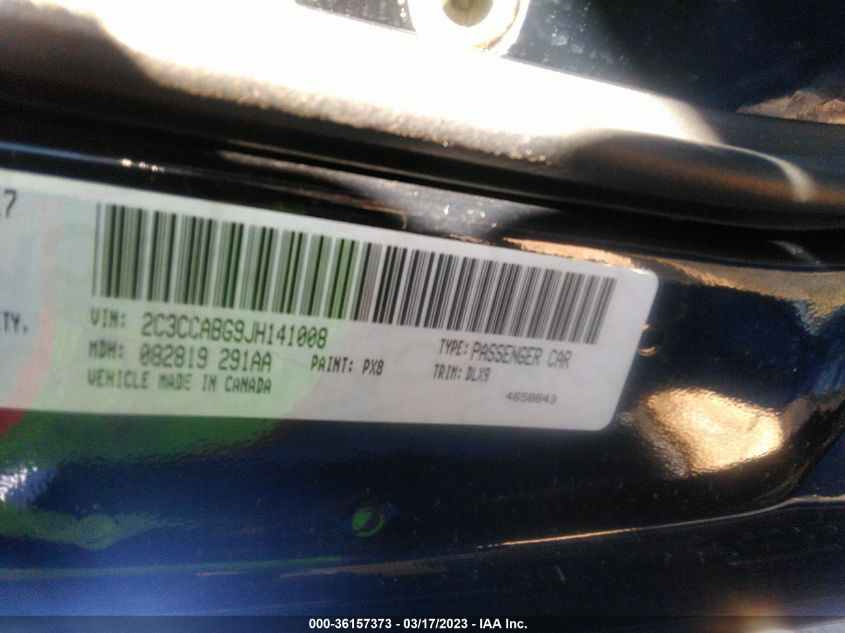 VIN: 2C3CCABG9JH141008
TYPE: PASSENGER CAR
MDH: 082819 291AA
PAINT: PX8
TRIM: DLX9
VEHICLE MADE IN CANADA
4658843
000-36157373 - 03/17/2023 - IAA Inc.